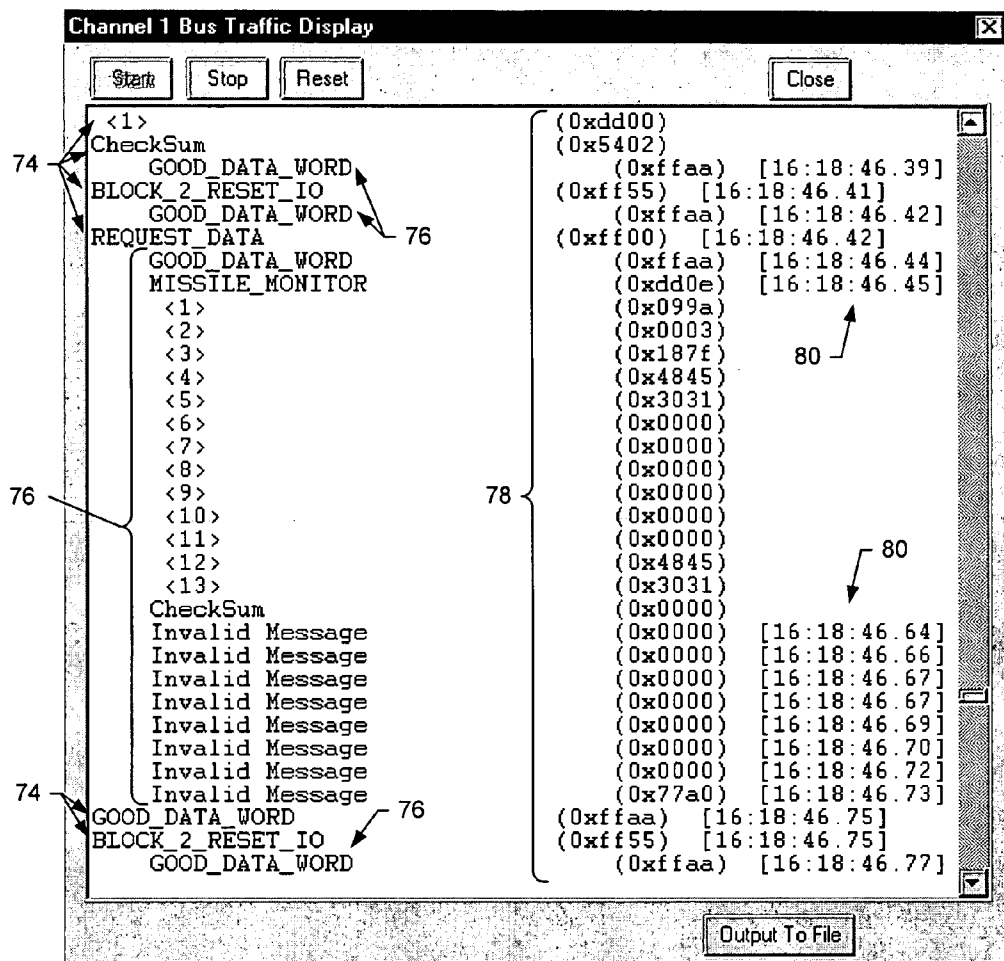 Channel 1 Bus Traffic Display
Start Stop Reset Close
<1> (0xdd00)
CheckSum (0x5402)
74 GOOD_DATA_WORD (0xffaa) [16:18:46.39]
BLOCK_2_RESET_IO (0xff55) [16:18:46.41]
GOOD_DATA_WORD (0xffaa) [16:18:46.42]
REQUEST_DATA 76 (0xff00) [16:18:46.42]
GOOD_DATA_WORD (0xffaa) [16:18:46.44]
MISSILE_MONITOR (0xdd0e) [16:18:46.45]
<1> (0x099a)
<2> (0x0003)
<3> (0x187f) 80
<4> (0x4845)
<5> (0x3031)
<6> (0x0000)
<7> (0x0000)
<8> (0x0000)
76 <9> 78 (0x0000)
<10> (0x0000)
<11> (0x0000)
<12> (0x4845) 80
<13> (0x3031)
CheckSum (0x0000)
Invalid Message (0x0000) [16:18:46.64]
Invalid Message (0x0000) [16:18:46.66]
Invalid Message (0x0000) [16:18:46.67]
Invalid Message (0x0000) [16:18:46.67]
Invalid Message (0x0000) [16:18:46.69]
Invalid Message (0x0000) [16:18:46.70]
Invalid Message (0x0000) [16:18:46.72]
74 Invalid Message (0x77a0) [16:18:46.73]
GOOD_DATA_WORD 76 (0xffaa) [16:18:46.75]
BLOCK_2_RESET_IO (0xff55) [16:18:46.75]
GOOD_DATA_WORD (0xffaa) [16:18:46.77]
Output To File